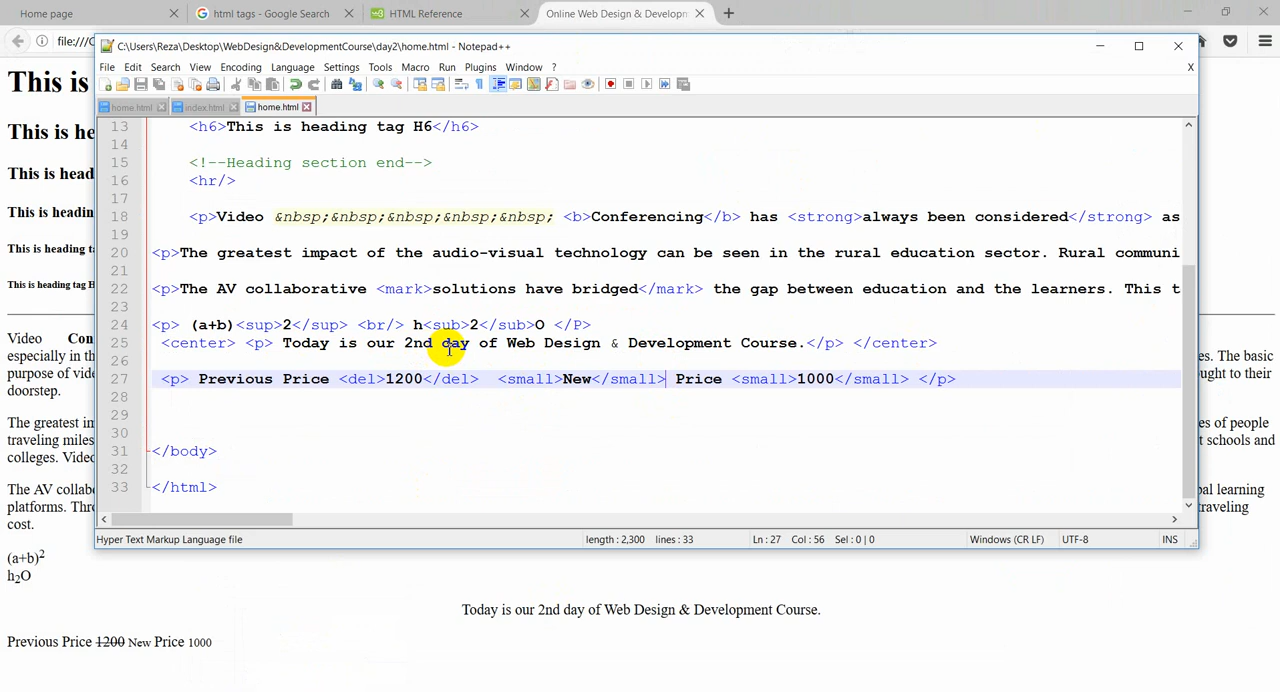 Home page
html tags - Google Search
HTML Reference
Online Web Design & Developm
file:///C
C:\Users\Reza\Desktop\WebDesign&DevelopmentCourse\day2\home.html - Notepad++
File Edit Search View Encoding Language Settings Tools Macro Run Plugins Window ? X
home.html index.html home.html
13 <h6>This is heading tag H6</h6>
14
15 <!--Heading section end-->
16 <hr/>
17
18 <p>Video &nbsp;&nbsp;&nbsp;&nbsp;&nbsp; <b>Conferencing</b> has <strong>always been considered</strong> as
19
20 <p>The greatest impact of the audio-visual technology can be seen in the rural education sector. Rural communi
21
22 <p>The AV collaborative <mark>solutions have bridged</mark> the gap between education and the learners. This t
23
24 <p> (a+b)<sup>2</sup> <br/> h<sub>2</sub>O </P>
25 <center> <p> Today is our 2nd day of Web Design & Development Course.</p> </center>
26
27 <p> Previous Price <del>1200</del> <small>New</small> Price <small>1000</small> </p>
28
29
30
31 </body>
32
33 </html>
Hyper Text Markup Language file length : 2,300 lines : 33 Ln : 27 Col : 56 Sel : 0 | 0 Windows (CR LF) UTF-8 INS
This is
This is he
This is head
This is headin
This is heading ta
This is heading tag H
Video Con
especially in th es. The basic
purpose of video ught to their
doorstep.
The greatest im es of people
traveling miles t schools and
colleges. Video
The AV collab bal learning
platforms. Thr traveling
cost.
(a+b)2
h2O
Today is our 2nd day of Web Design & Development Course.
Previous Price 1200 New Price 1000